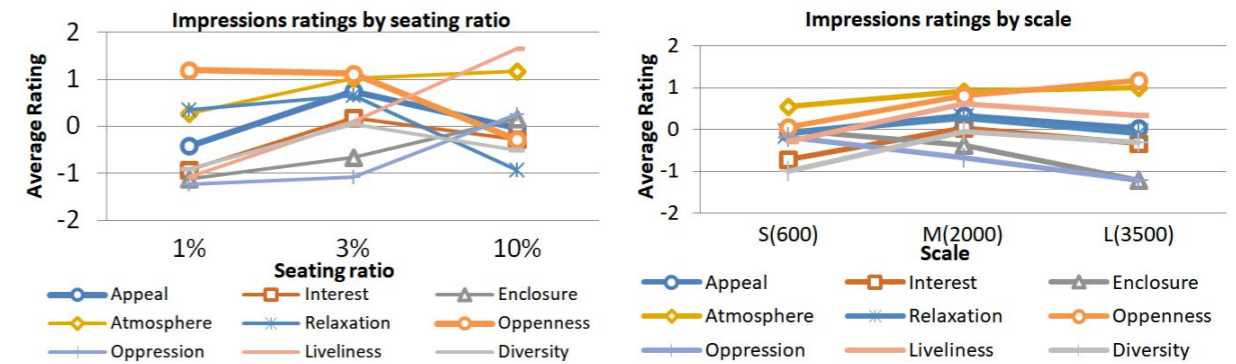 Impressions ratings by seating ratio
Average Rating
2
1
0
-1
-2
1% 3% 10%
Seating ratio
Appeal Interest Enclosure
Atmosphere Relaxation Oppenness
Oppression Liveliness Diversity
Impressions ratings by scale
Average Rating
2
1
0
-1
-2
S(600) M(2000) L(3500)
Scale
Appeal Interest Enclosure
Atmosphere Relaxation Oppenness
Oppression Liveliness Diversity